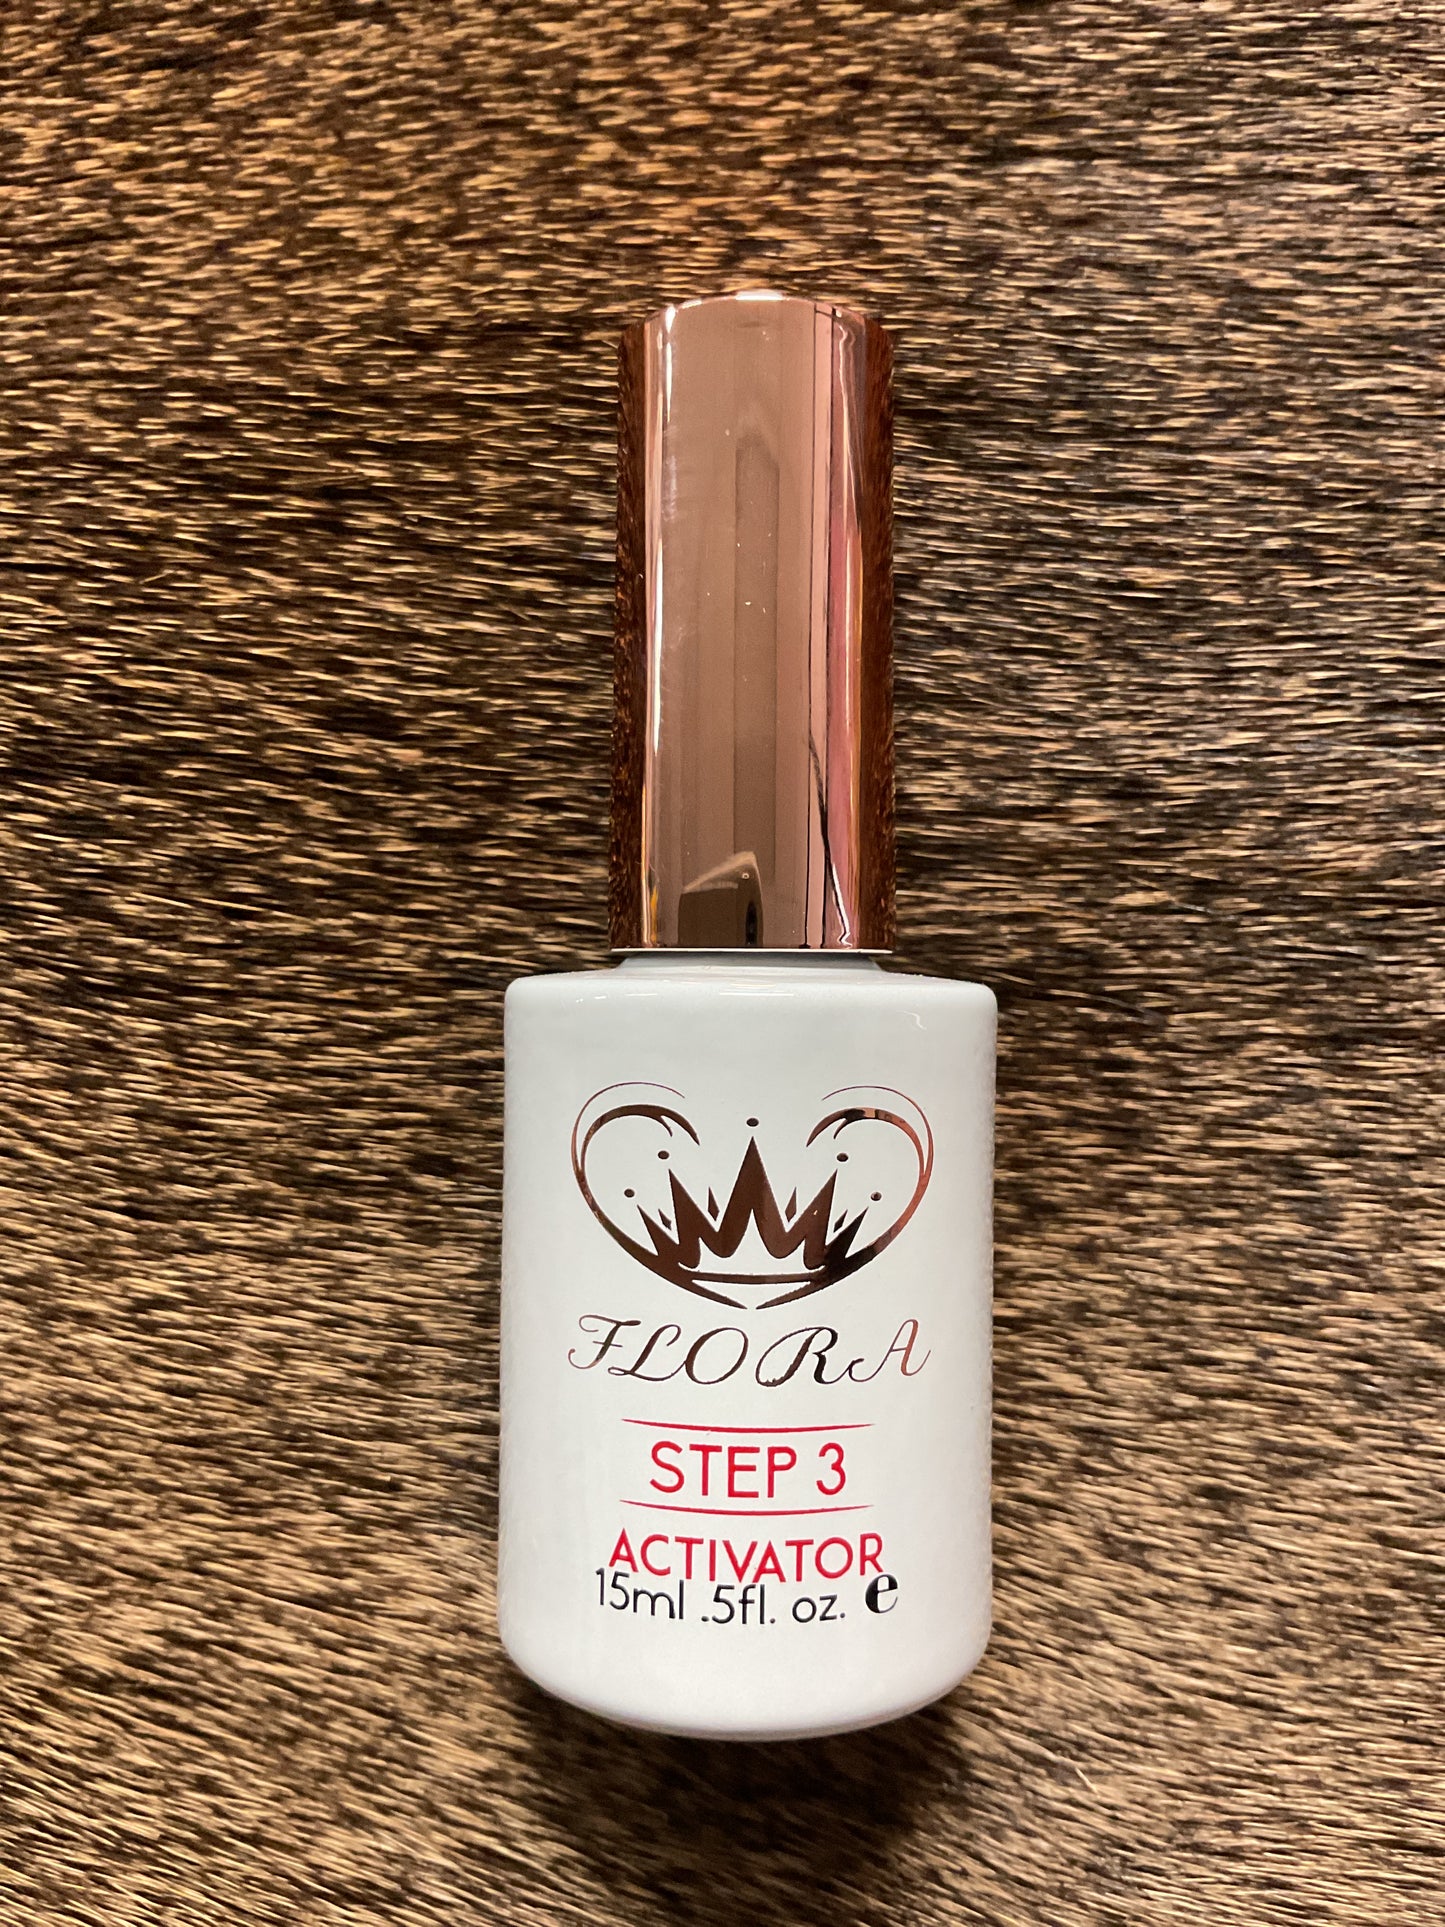 FLORA
STEP 3
ACTIVATOR
15ml .5fl. oz. e